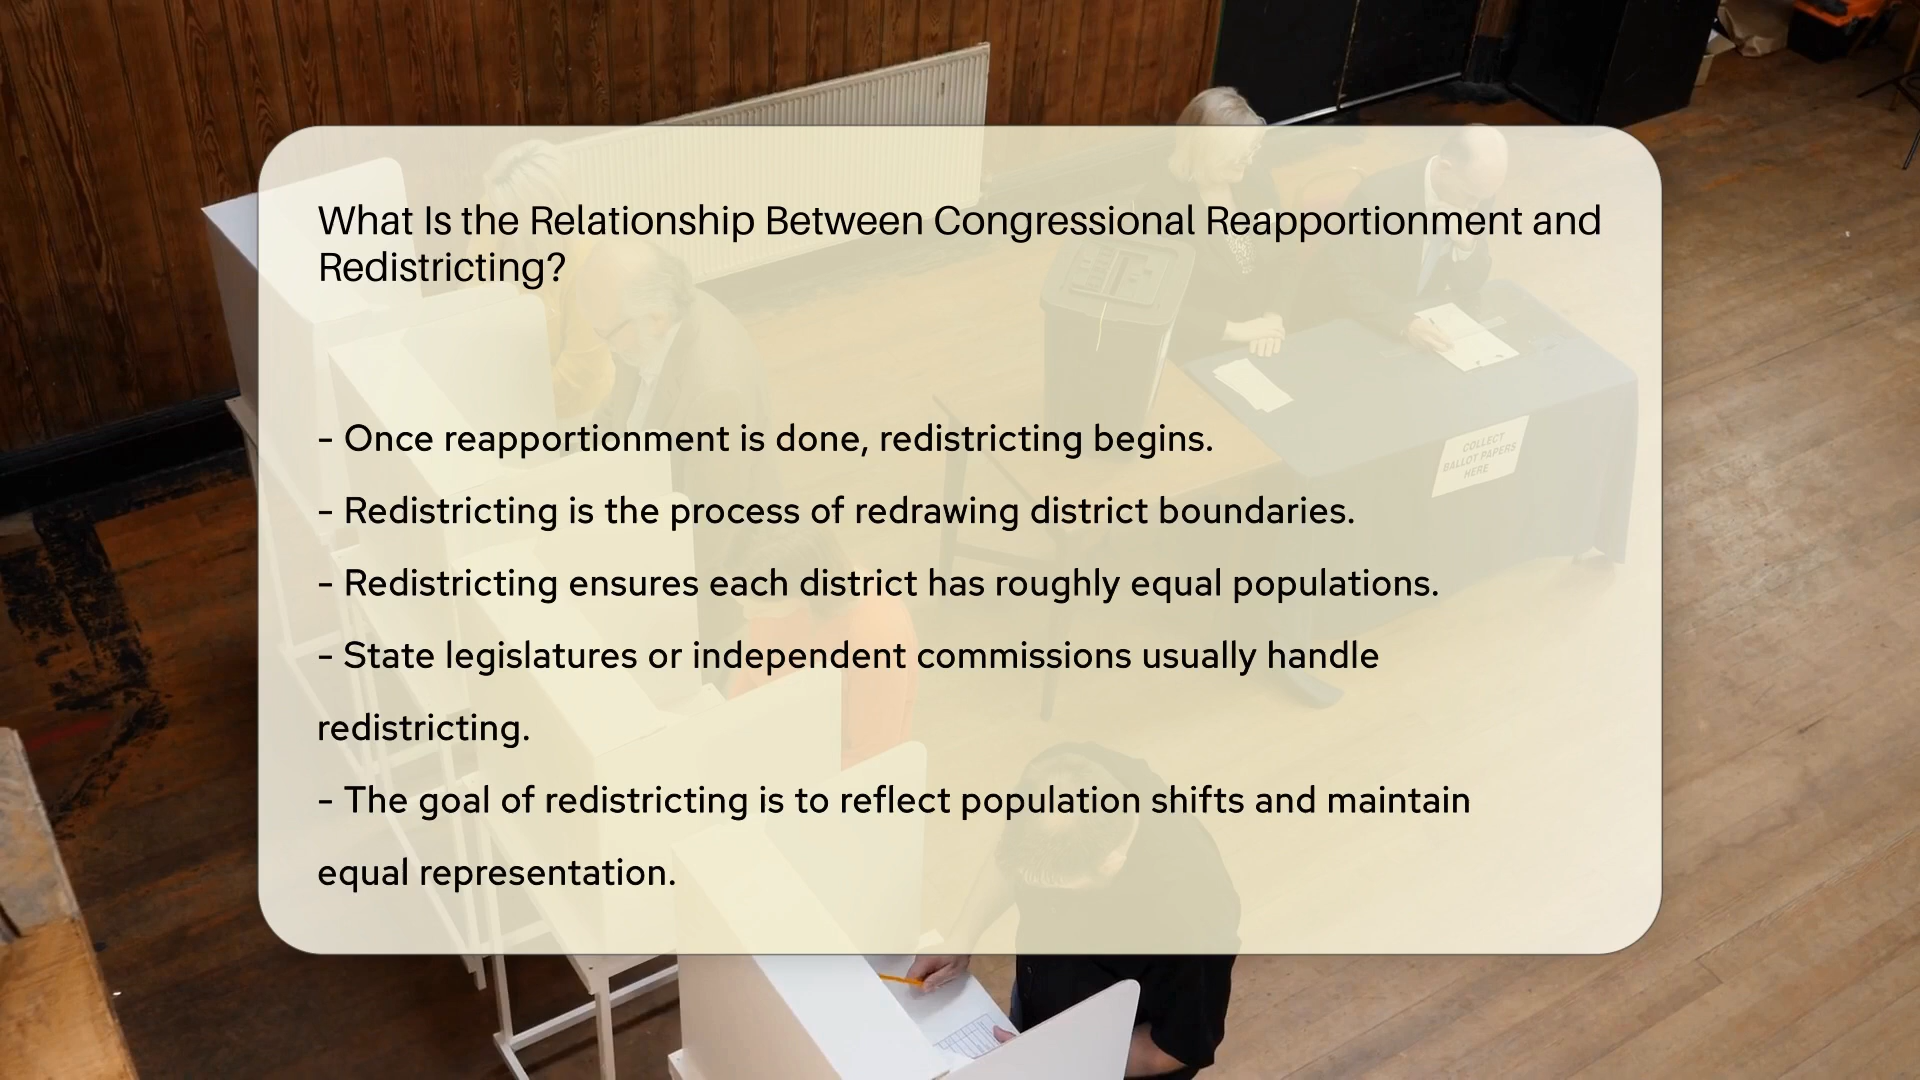 What Is the Relationship Between Congressional Reapportionment and
Redistricting?
- Once reapportionment is done, redistricting begins.
- Redistricting is the process of redrawing district boundaries.
- Redistricting ensures each district has roughly equal populations.
- State legislatures or independent commissions usually handle
redistricting.
- The goal of redistricting is to reflect population shifts and maintain
equal representation.
COLLECT
BALLOT PAPERS
HERE